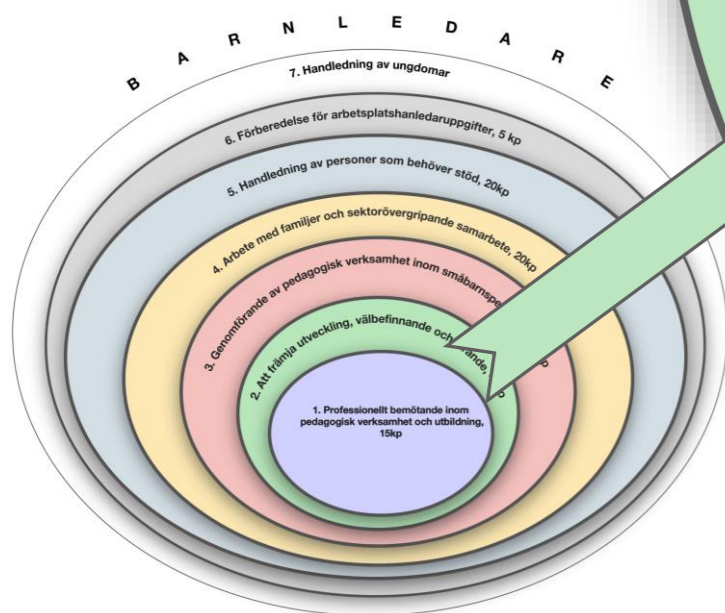 BARNLEDARE
7. Handledning av ungdomar
6. Förberedelse för arbetsplatshanledaruppgifter, 5 kp
5. Handledning av personer som behöver stöd, 20kp
4. Arbete med familjer och sektorövergripande samarbete, 20kp
3. Genomförande av pedagogisk verksamhet inom
2. Att främja utveckling, välbefinnande och
1. Professionellt bemötande inom
pedagogisk verksamhet och utbildning,
15kp